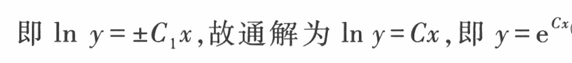 即 ln y = ±C₁x,故通解为 ln y = Cx,即 y = e^{Cx}